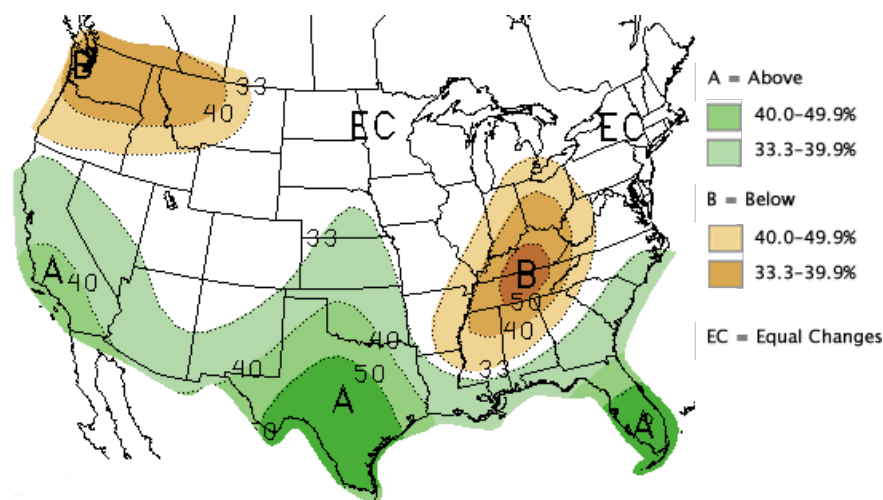 B
33
40
EC
EC
33
A 40
B
50
40
40
33
40
50
A
A
A = Above
40.0-49.9%
33.3-39.9%
B = Below
40.0-49.9%
33.3-39.9%
EC = Equal Changes